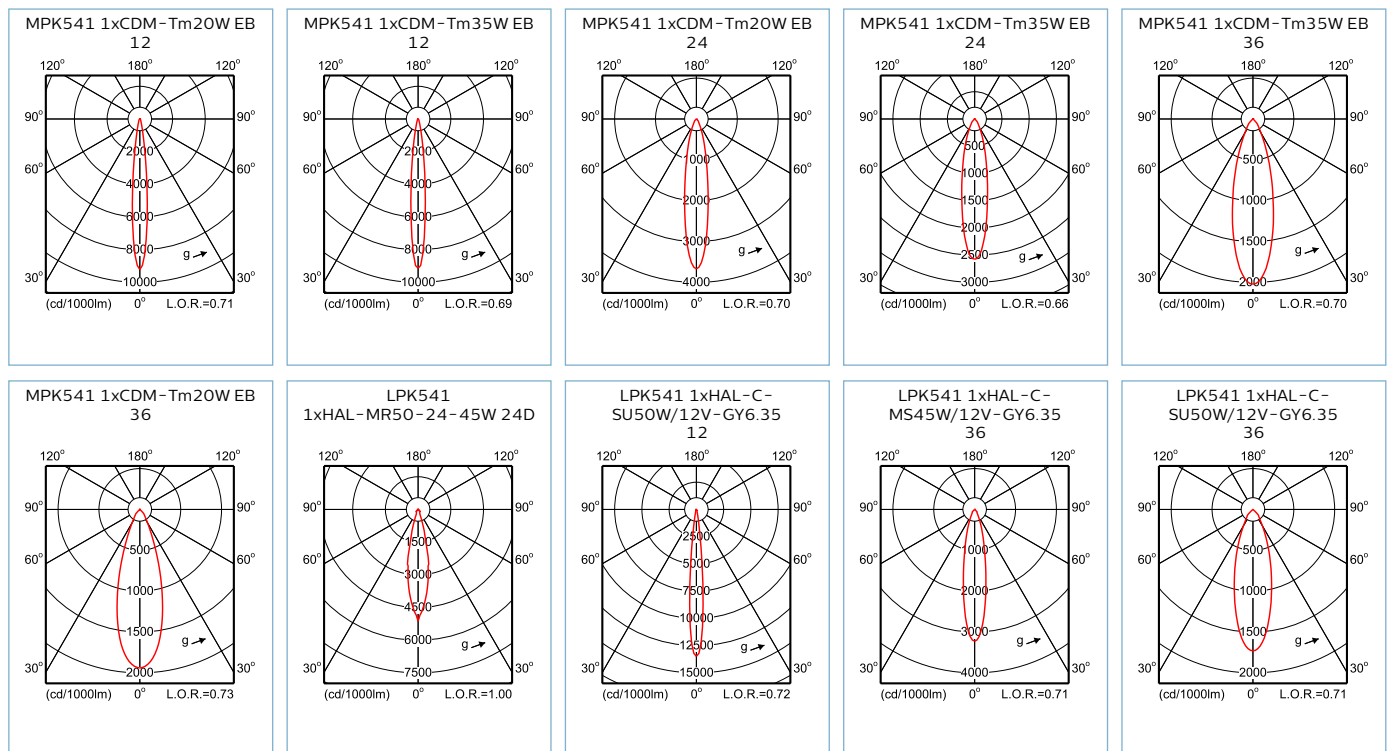 MPK541 1xCDM-Tm20W EB
12
120° 180° 120°
90° 90°
2000
60° 4000 60°
6000
8000
g
30° 10000 30°
(cd/1000lm) 0° L.O.R.=0.71
MPK541 1xCDM-Tm35W EB
12
120° 180° 120°
90° 90°
2000
60° 4000 60°
6000
8000
g
30° 10000 30°
(cd/1000lm) 0° L.O.R.=0.69
MPK541 1xCDM-Tm20W EB
24
120° 180° 120°
90° 90°
1000
60° 60°
2000
3000
g
30° 4000 30°
(cd/1000lm) 0° L.O.R.=0.70
MPK541 1xCDM-Tm35W EB
24
120° 180° 120°
90° 90°
500
60° 1000 60°
1500
2000
2500 g
30° 3000 30°
(cd/1000lm) 0° L.O.R.=0.66
MPK541 1xCDM-Tm35W EB
36
120° 180° 120°
90° 90°
500
60° 60°
1000
1500
g
30° 2000 30°
(cd/1000lm) 0° L.O.R.=0.70
MPK541 1xCDM-Tm20W EB
36
120° 180° 120°
90° 90°
500
60° 60°
1000
1500
g
30° 2000 30°
(cd/1000lm) 0° L.O.R.=0.73
LPK541
1xHAL-MR50-24-45W 24D
120° 180° 120°
90° 90°
1500
60° 3000 60°
4500
6000 g
30° 7500 30°
(cd/1000lm) 0° L.O.R.=1.00
LPK541 1xHAL-C-
SU50W/12V-GY6.35
12
120° 180° 120°
90° 90°
2500
60° 5000 60°
7500
10000
12500 g
30° 15000 30°
(cd/1000lm) 0° L.O.R.=0.72
LPK541 1xHAL-C-
MS45W/12V-GY6.35
36
120° 180° 120°
90° 90°
1000
60° 60°
2000
3000
g
30° 4000 30°
(cd/1000lm) 0° L.O.R.=0.71
LPK541 1xHAL-C-
SU50W/12V-GY6.35
36
120° 180° 120°
90° 90°
500
60° 60°
1000
1500
g
30° 2000 30°
(cd/1000lm) 0° L.O.R.=0.71